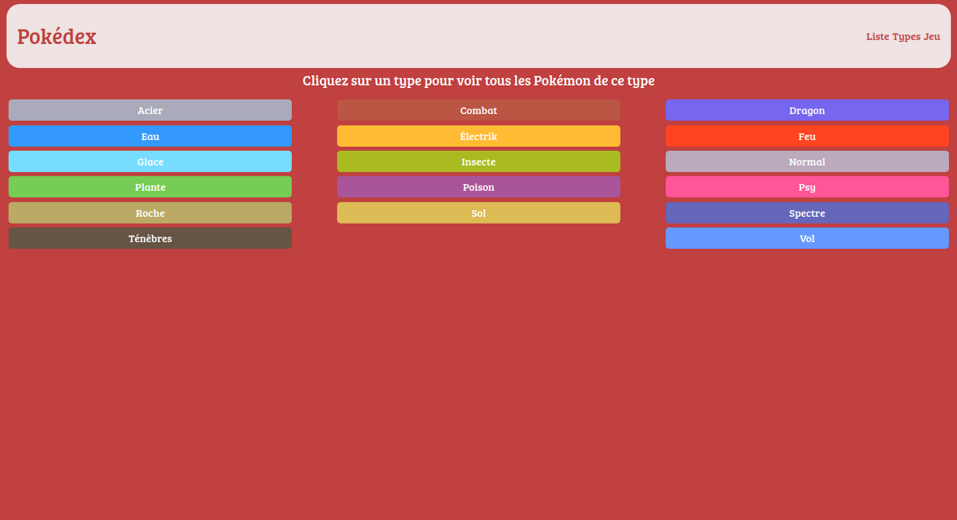 Pokédex
Liste Types Jeu
Cliquez sur un type pour voir tous les Pokémon de ce type
Acier Combat Dragon
Eau Électrik Feu
Glace Insecte Normal
Plante Poison Psy
Roche Sol Spectre
Ténèbres Vol